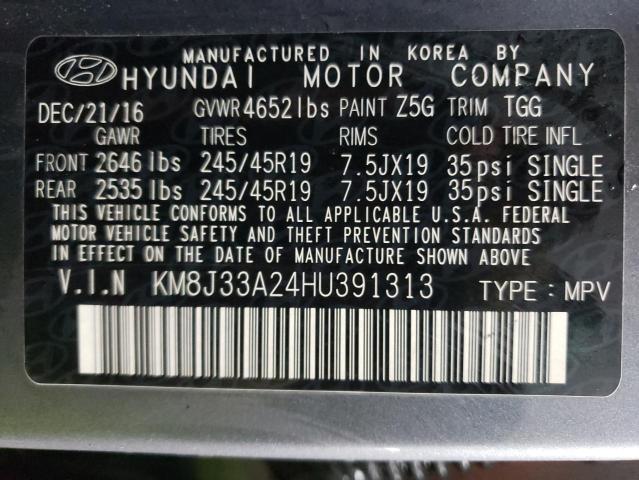 MANUFACTURED IN KOREA BY
HYUNDAI MOTOR COMPANY
DEC/21/16 GVWR 4652 lbs PAINT Z5G TRIM TGG
GAWR TIRES RIMS COLD TIRE INFL
FRONT 2646 lbs 245/45R19 7.5JX19 35 psi SINGLE
REAR 2535 lbs 245/45R19 7.5JX19 35 psi SINGLE
THIS VEHICLE CONFORMS TO ALL APPLICABLE U.S.A. FEDERAL
MOTOR VEHICLE SAFETY AND THEFT PREVENTION STANDARDS
IN EFFECT ON THE DATE OF MANUFACTURE SHOWN ABOVE
V.I.N KM8J33A24HU391313 TYPE : MPV